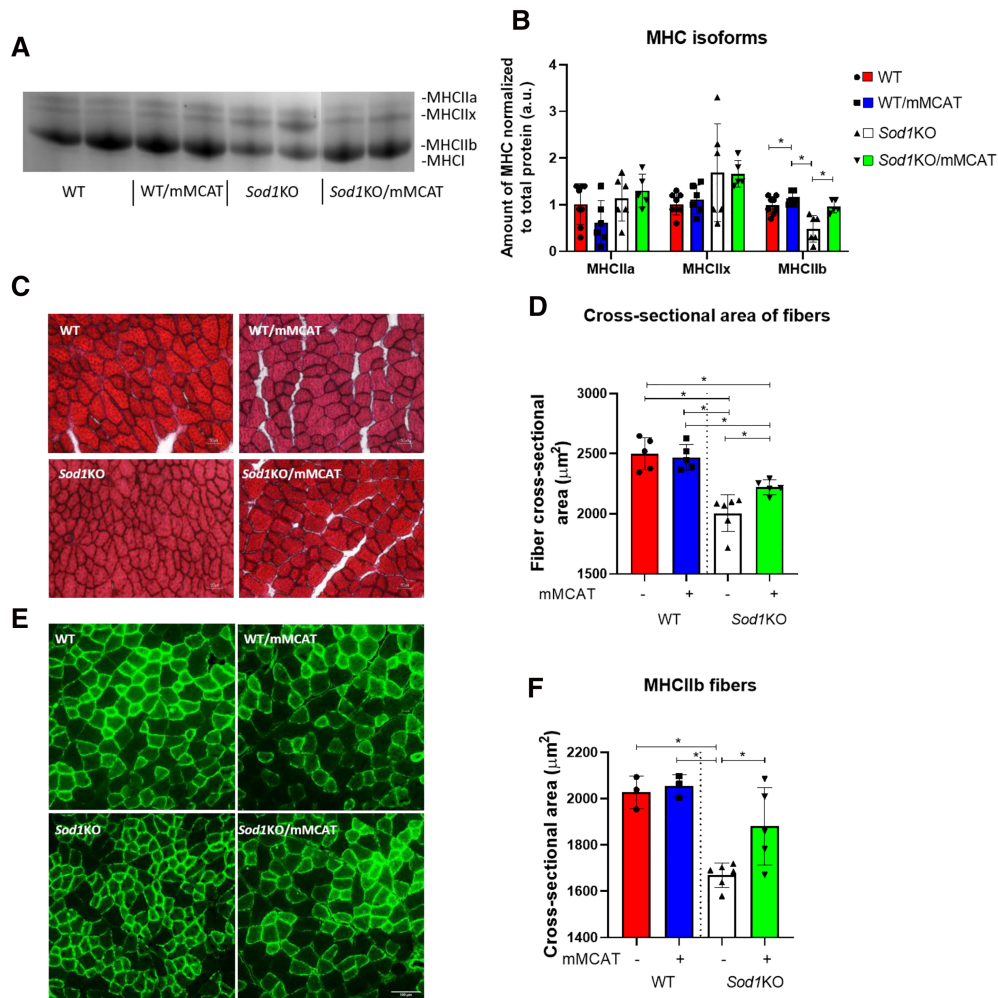 A
-MHCIIa
-MHCIIx
-MHCIIb
-MHCI
WT
WT/mMCAT
Sod1KO
Sod1KO/mMCAT
B
MHC isoforms
Amount of MHC normalized
to total protein (a.u.)
4
3
2
1
0
* * *
MHCIIa MHCIIx MHCIIb
WT
WT/mMCAT
Sod1KO
Sod1KO/mMCAT
C
WT
WT/mMCAT
Sod1KO
Sod1KO/mMCAT
D
Cross-sectional area of fibers
Fiber cross-sectional
area (μm²)
3000
2500
2000
1500
*
*
*
*
*
mMCAT - + - +
WT Sod1KO
E
WT
WT/mMCAT
Sod1KO
Sod1KO/mMCAT
100 μm
F
MHCIIb fibers
Cross-sectional area (μm²)
2200
2000
1800
1600
1400
*
* *
mMCAT - + - +
WT Sod1KO